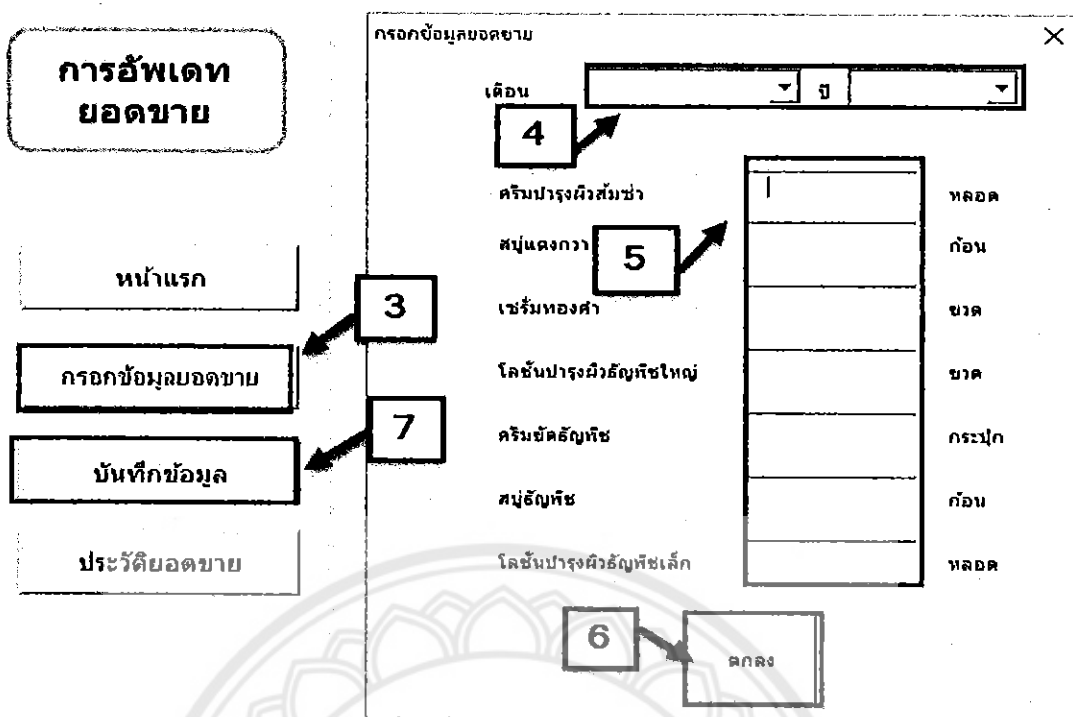 การอัพเดท
ยอดขาย
หน้าแรก
3
กรอกข้อมูลยอดขาย
7
บันทึกข้อมูล
ประวัติยอดขาย
กรอกข้อมูลยอดขาย
เดือน ปี
4
ครีมบำรุงผิวส้มซ่า หลอด
สบู่แตงกวา 5 ก้อน
เซรั่มทองคำ ขวด
โลชั่นบำรุงผิวธัญพืชใหญ่ ขวด
ครีมขัดธัญพืช กระปุก
สบู่ธัญพืช ก้อน
โลชั่นบำรุงผิวธัญพืชเล็ก หลอด
6
ตกลง